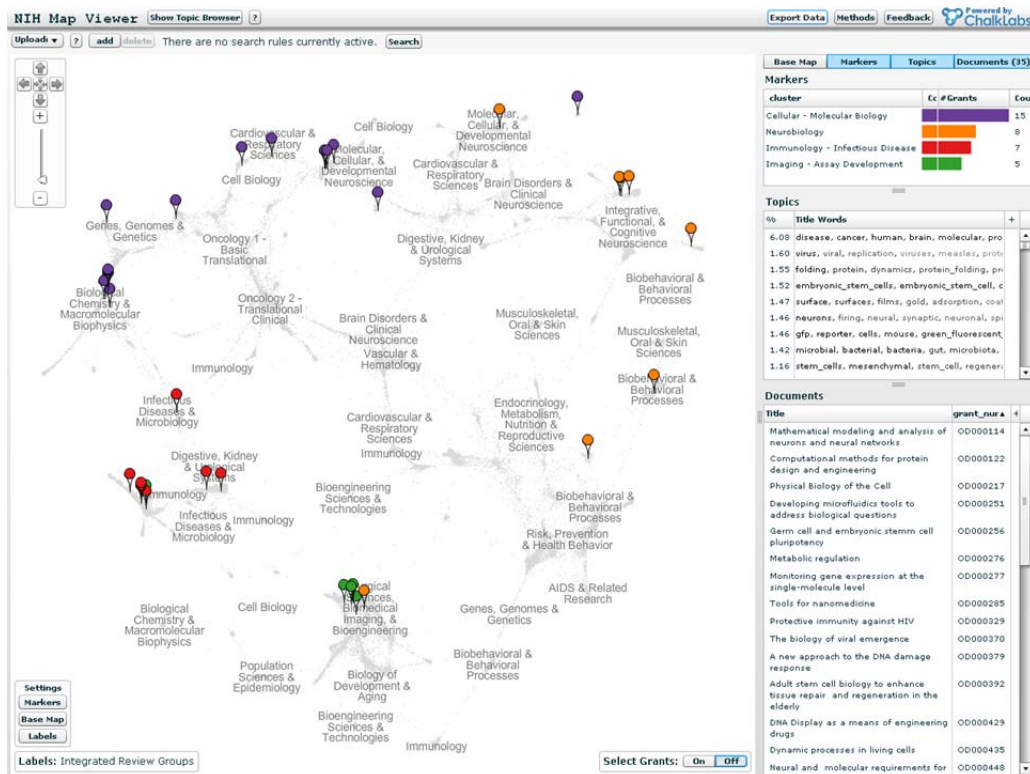 NIH Map Viewer
Show Topic Browser
?
Export Data
Methods
Feedback
Powered by
ChalkLabs
Upload
?
add
delete
There are no search rules currently active.
Search
Base Map
Markers
Topics
Documents (35)
Markers
cluster
#Grants
Cou
Cellular - Molecular Biology
15
Neurobiology
8
Immunology - Infectious Disease
7
Imaging - Assay Development
5
Topics
%
Title Words
+
6.08 disease, cancer, human, brain, molecular, pro
1.60 virus, viral, replication, viruses, measles, prot
1.55 folding, protein, dynamics, protein_folding, pr
1.52 embryonic_stem_cells, embryonic_stem_cell, c
1.47 surface, surfaces, films, gold, adsorption, coat
1.46 neurons, firing, neural, synaptic, neuronal, spi
1.46 gfp, reporter, cells, mouse, green_fluorescent_
1.42 microbial, bacterial, bacteria, gut, microbiota,
1.16 stem_cells, mesenchymal, stem_cell, regener
Documents
Title
grant_nur
+
Mathematical modeling and analysis of
neurons and neural networks
OD000114
Computational methods for protein
design and engineering
OD000122
Physical Biology of the Cell
OD000217
Developing microfluidics tools to
address biological questions
OD000251
Germ cell and embryonic stemm cell
pluripotency
OD000256
Metabolic regulation
OD000276
Monitoring gene expression at the
single-molecule level
OD000277
Tools for nanomedicine
OD000285
Protective immunity against HIV
OD000329
The biology of viral emergence
OD000370
A new approach to the DNA damage
response
OD000379
Adult stem cell biology to enhance
tissue repair and regeneration in the
elderly
OD000392
DNA Display as a means of engineering
drugs
OD000429
Dynamic processes in living cells
OD000435
Neural and molecular requirements for
OD000448
Molecular,
Cellular, &
Developmental
Neuroscience
Cell Biology
Cardiovascular &
Respiratory
Sciences
Molecular,
Cellular, &
Developmental
Neuroscience
Cardiovascular &
Respiratory
Sciences
Brain Disorders &
Clinical
Neuroscience
Cell Biology
Integrative,
Functional, &
Cognitive
Neuroscience
Genes, Genomes &
Genetics
Oncology 1 -
Basic
Translational
Digestive, Kidney
& Urological
Systems
Biobehavioral &
Behavioral
Processes
Biological
Chemistry &
Macromolecular
Biophysics
Oncology 2 -
Translational
Clinical
Brain Disorders &
Clinical
Neuroscience
Musculoskeletal,
Oral & Skin
Sciences
Musculoskeletal,
Oral & Skin
Sciences
Vascular &
Hematology
Immunology
Biobehavioral &
Behavioral
Processes
Infectious
Diseases &
Microbiology
Cardiovascular &
Respiratory
Sciences
Immunology
Endocrinology,
Metabolism,
Nutrition &
Reproductive
Sciences
Digestive, Kidney
& Urological
Systems
Immunology
Bioengineering
Sciences &
Technologies
Biobehavioral &
Behavioral
Processes
Infectious
Diseases &
Microbiology
Immunology
Risk, Prevention
& Health Behavior
AIDS & Related
Research
Sciences,
Biomedical
Imaging, &
Bioengineering
Biological
Chemistry &
Macromolecular
Biophysics
Cell Biology
Genes, Genomes &
Genetics
Population
Sciences &
Epidemiology
Biology of
Development &
Aging
Biobehavioral &
Behavioral
Processes
Bioengineering
Sciences &
Technologies
Immunology
Settings
Markers
Base Map
Labels
Labels: Integrated Review Groups
Select Grants:
On
Off